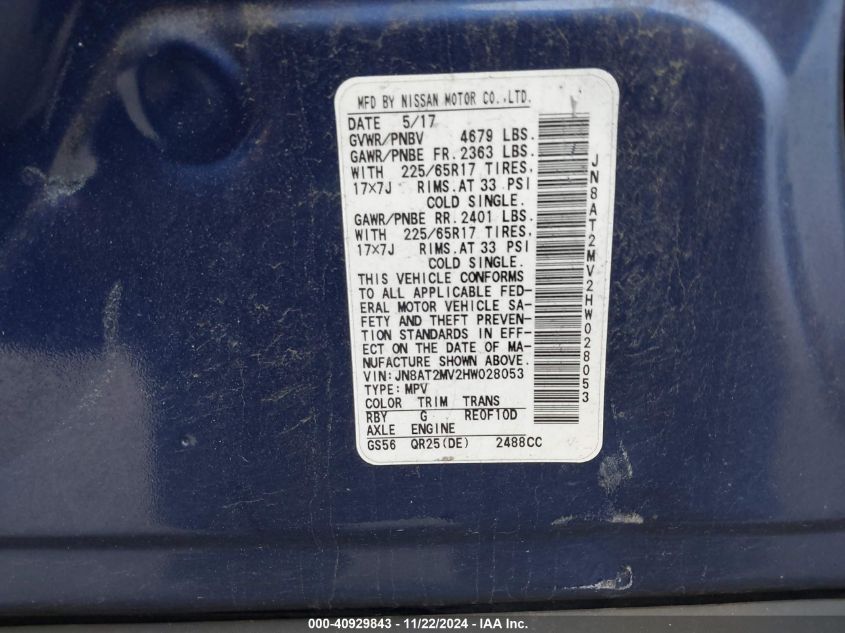 MFD BY NISSAN MOTOR CO.,LTD.
DATE 5/17
GVWR/PNBV 4679 LBS.
GAWR/PNBE FR. 2363 LBS.
WITH 225/65R17 TIRES,
17×7J RIMS.AT 33 PSI
COLD SINGLE.
GAWR/PNBE RR. 2401 LBS.
WITH 225/65R17 TIRES,
17×7J RIMS.AT 33 PSI
COLD SINGLE.
THIS VEHICLE CONFORMS
TO ALL APPLICABLE FED-
ERAL MOTOR VEHICLE SA-
FETY AND THEFT PREVEN-
TION STANDARDS IN EFF-
ECT ON THE DATE OF MA-
NUFACTURE SHOWN ABOVE.
VIN:JN8AT2MV2HW028053
TYPE:MPV
COLOR TRIM TRANS
RBY G RE0F10D
AXLE ENGINE
GS56 QR25(DE) 2488CC
JN8AT2MV2HW028053
000-40929843 - 11/22/2024 - IAA Inc.